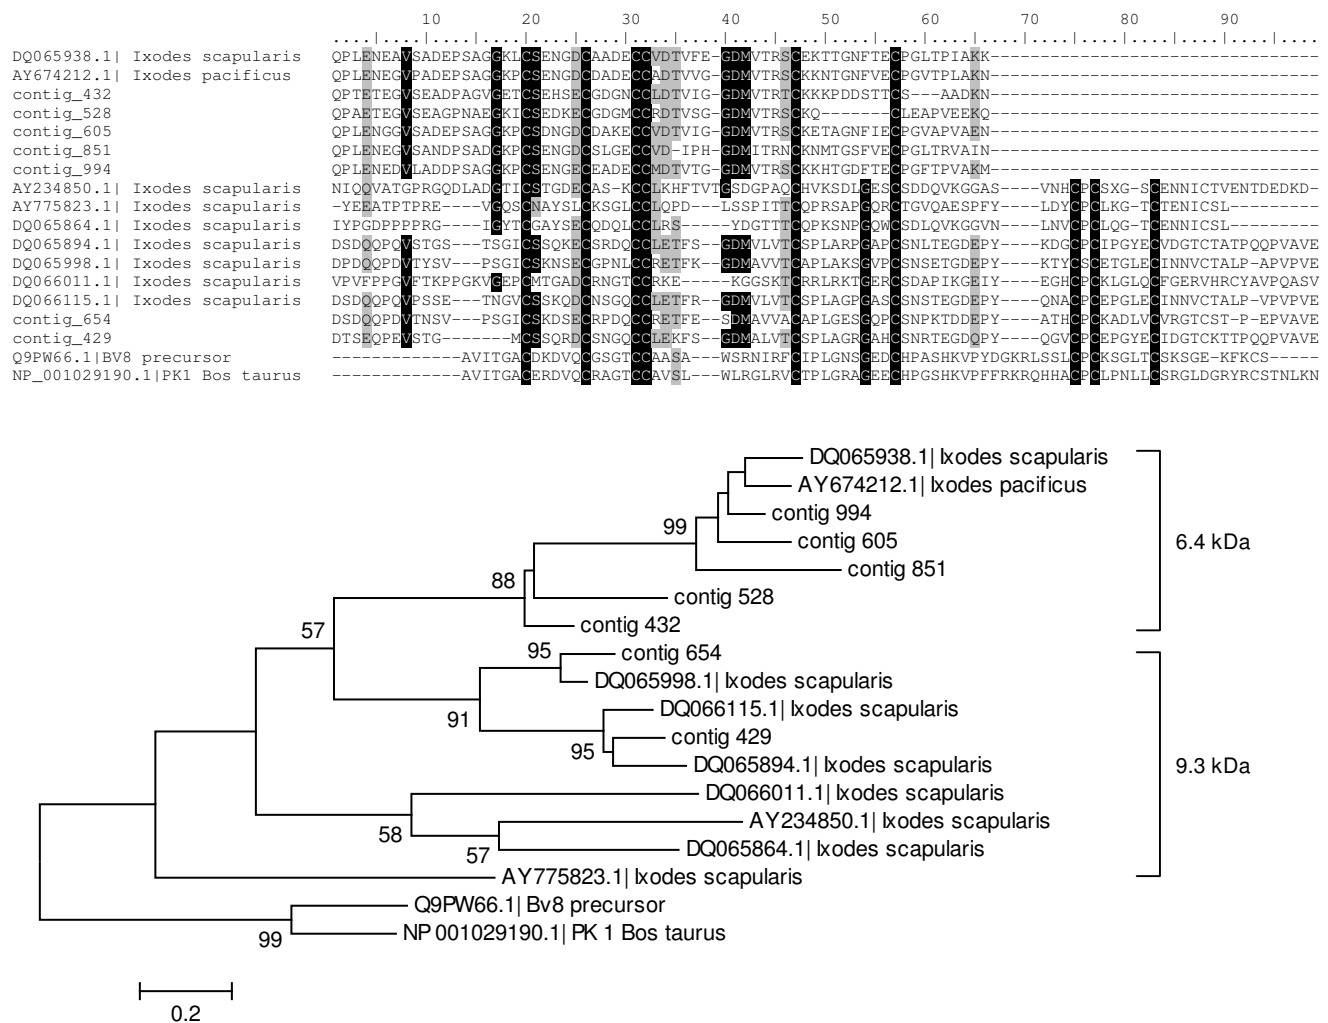 10 20 30 40 50 60 70 80 90
DQ065938.1| Ixodes scapularis QPLENEAVSADEPSAGGKLCSENGDCAADECCVDTVFE-GDMVTRSCEKTTGNFTECPGLTPIAKK---------------------------------
AY674212.1| Ixodes pacificus QPLENEGVPADEPSAGGKPCSENGDCDADECCADTVVG-GDMVTRSCKKNTGNFVECPGVTPLAKN---------------------------------
contig_432 QPTETEGVSEADPAGVGETCSEHSECGDGNCCLDTVIG-GDMVTRSCKKKPDDSTTCS---AADKN---------------------------------
contig_528 QPAETEGVSEAGPNAEGKICSEDKECGDGMCCRDTVSG-GDMVTRSCKQ-------CLEAPVEEKQ---------------------------------
contig_605 QPLENGGVSADEPSAGGKPCSDNGDCDAKECCVDTVIG-GDMVTRSCKETAGNFIECPGVAPVAEN---------------------------------
contig_851 QPLENEGVSANDPSADGKPCSENGDCSLGECCVD-IPH-GDMITRNCKNMTGSFVECPGLTRVAIN---------------------------------
contig_994 QPLENEDVLADDPSAGGKPCSENGECEADECCMDTVTG-GDMVTRSCKKHTGDFTECPGFTPVAKM---------------------------------
AY234850.1| Ixodes scapularis NIQQVATGPRGQDLADGTICSTGDECAS-KCCLKHFTVTGSDGPAQCHVKSDLGESCSDDQVKGGAS----VNHCPCSXG-SCENNICTVENTDEDKD-
AY775823.1| Ixodes scapularis -YEEATPTPRE----VGQSCNAYSLCKSGLCCLQPD---LSSPITTCQPRSAPGQRCTGVQAESPFY----LDYCPCLKG-TCTENICSL---------
DQ065864.1| Ixodes scapularis IYPGDPPPPRG----IGYTCGAYSECQDQLCCLRS-----YDGTTTCQPKSNPGQWCSDLQVKGGVN----LNVCPCLQG-TCENNICSL---------
DQ065894.1| Ixodes scapularis DSDQQPQVSTGS---TSGICSSQKECSRDQCCLETFS--GDMVLVTCSPLARPGAPCSNLTEGDEPY----KDGCPCIPGYECVDGTCTATPQQPVAVE
DQ065998.1| Ixodes scapularis DPDQQPDVTYSV---PSGICSKNSECGPNLCCRETFK--GDMAVVTCAPLAKSGVPCSNETEGDEPY----KTYCSCETGLECINNVCTALP-APVPVE
DQ066011.1| Ixodes scapularis VPVFPPGVFTKPPGKVGEPCMTGADCRNGTCCRKE-----KGGSKTCRRLRKTGERCSDAPIKGEIY----EGHCPCKLGLQCFGERVHRCYAVPQASV
DQ066115.1| Ixodes scapularis DSDQQPQVPSSE---TNGVCSSKQDCNSGQCCLETFR--GDMVLVTCSPLAGPGASCSNSTEGDEPY----QNACPCEPGLECINNVCTALP-VPVPVE
contig_654 DSDQQPDVTNSV---PSGICSKDSECRPDQCCRETFE--SDMAVVACAPLGESGQPCSNPKTDDEPY----ATHCPCKADLVCVRGTCST-P-EPVAVE
contig_429 DTSEQPEVSTG-------MCSSQRDCSNGQCCLEKFS--GDMALVTCSPLAGRGAHCSNRTEGDQPY----QGVCPCEPGYECIDGTCKTTPQQPVAVE
Q9PW66.1|BV8 precursor -------------AVITGACDKDVQCGSGTCCAASA----WSRNIRFCIPLGNSGEDCHPASHKVPYDGKRLSSLCPCKSGLTCSKSGE-KFKCS-----
NP_001029190.1|PK1 Bos taurus -------------AVITGACERDVQCRAGTCCAVSL----WLRGLRVCTPLGRAGEECHPGSHKVPFFRKRQHHACPCLPNLLCSRGLDGRYRCSTNLKN
DQ065938.1| Ixodes scapularis
AY674212.1| Ixodes pacificus
contig 994
99
contig 605
6.4 kDa
contig 851
88
contig 528
contig 432
57
95
contig 654
DQ065998.1| Ixodes scapularis
91
DQ066115.1| Ixodes scapularis
contig 429
95
DQ065894.1| Ixodes scapularis
9.3 kDa
DQ066011.1| Ixodes scapularis
58
AY234850.1| Ixodes scapularis
57
DQ065864.1| Ixodes scapularis
AY775823.1| Ixodes scapularis
Q9PW66.1| Bv8 precursor
99
NP 001029190.1| PK 1 Bos taurus
0.2